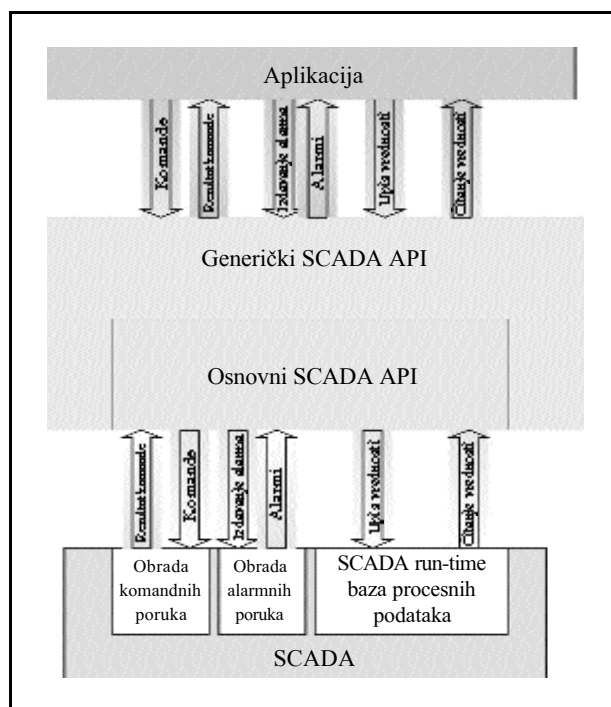 Aplikacija
Komande
Rezultat komande
Izdavanje alarma
Alarmi
Upis vrednosti
Čitanje vrednosti
Generički SCADA API
Osnovni SCADA API
Rezultat komande
Komande
Izdavanje alarma
Alarmi
Upis vrednosti
Čitanje vrednosti
Obrada
komandnih
poruka
Obrada
alarmnih
poruka
SCADA run-time
baza procesnih
podataka
SCADA